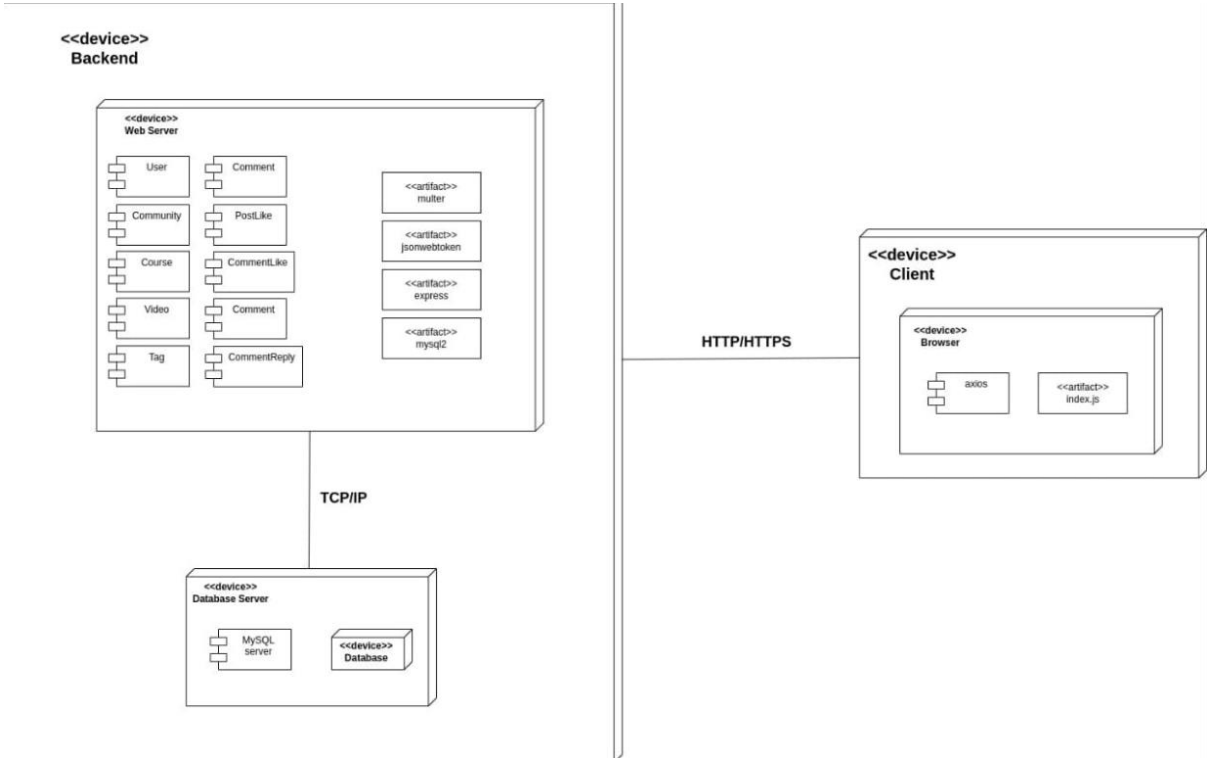 <<device>>
Backend
<<device>>
Web Server
User
Comment
Community
PostLike
Course
CommentLike
Video
Comment
Tag
CommentReply
<<artifact>>
multer
<<artifact>>
jsonwebtoken
<<artifact>>
express
<<artifact>>
mysql2
TCP/IP
<<device>>
Database Server
MySQL
server
<<device>>
Database
HTTP/HTTPS
<<device>>
Client
<<device>>
Browser
axios
<<artifact>>
index.js